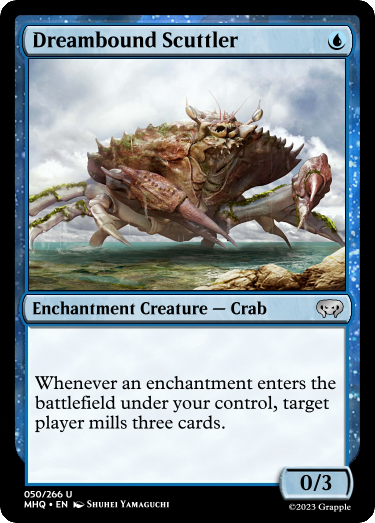 Dreambound Scuttler
Enchantment Creature — Crab
Whenever an enchantment enters the
battlefield under your control, target
player mills three cards.
0/3
050/266 U
MHQ • EN Shuhei Yamaguchi
©2023 Grapple